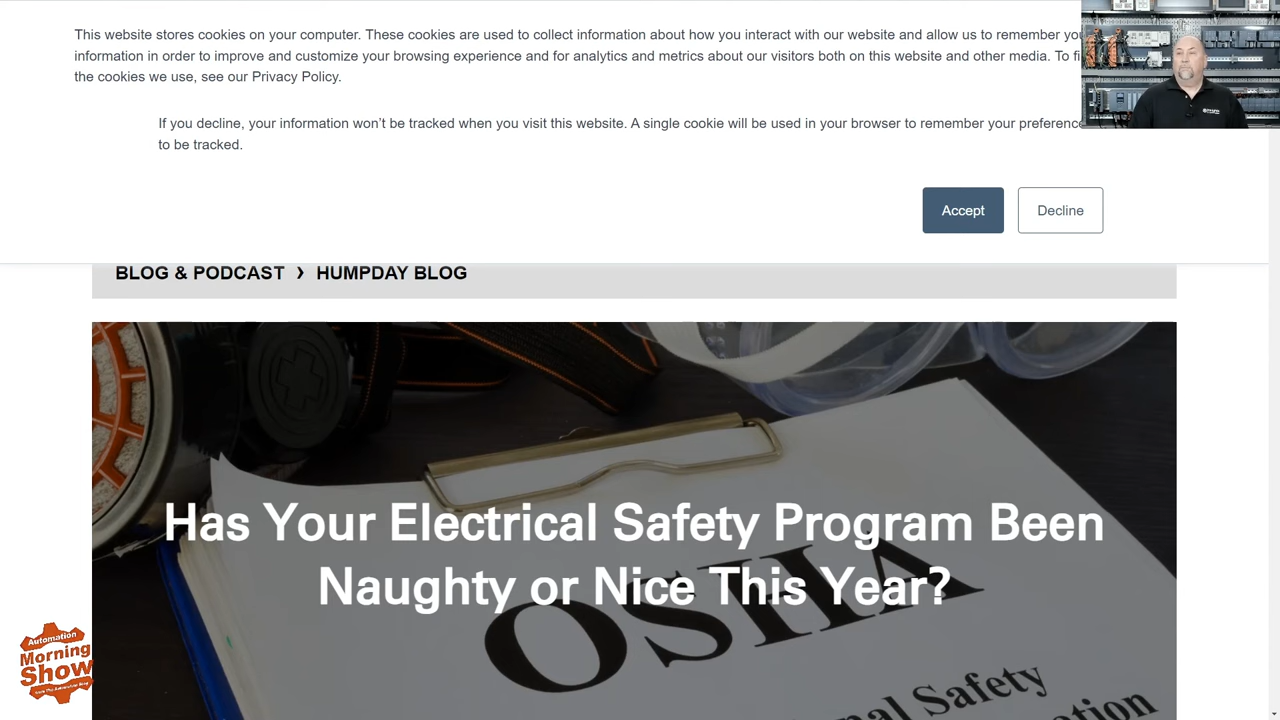 This website stores cookies on your computer. These cookies are used to collect information about how you interact with our website and allow us to remember
information in order to improve and customize your browsing experience and for analytics and metrics about our visitors both on this website and other media. To
the cookies we use, see our Privacy Policy.
If you decline, your information won't be tracked when you visit this website. A single cookie will be used in your browser to remember your preference
to be tracked.
Accept
Decline
BLOG & PODCAST › HUMPDAY BLOG
Has Your Electrical Safety Program Been
Naughty or Nice This Year?
OSHA
Safety
Automation
Morning
Show
from The Automation Blog